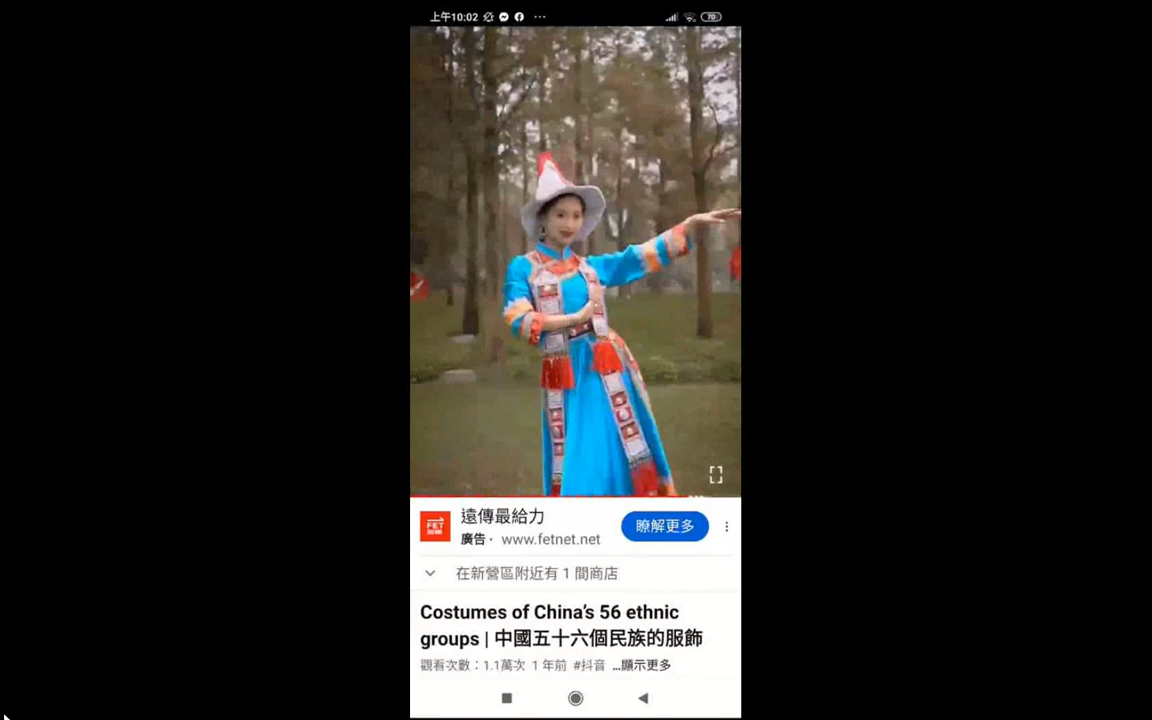 上午10:02 ... 70
遠傳最給力
FET
廣告 · www.fetnet.net
瞭解更多
在新營區附近有 1 間商店
Costumes of China's 56 ethnic
groups | 中國五十六個民族的服飾
觀看次數：1.1萬次 1 年前 #抖音 ...顯示更多